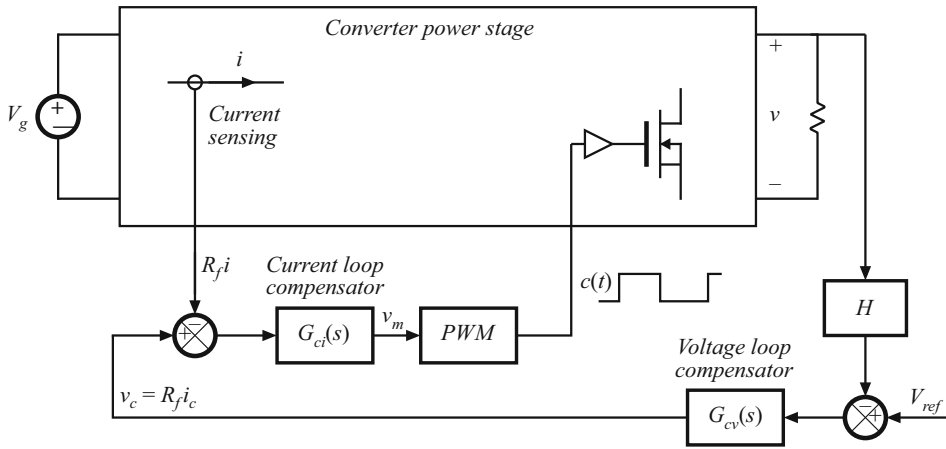 Converter power stage
i
+
Current
sensing
V_g
+
−
v
−
R_f i
Current loop
compensator
c(t)
H
−
+
G_ci(s)
v_m
PWM
Voltage loop
compensator
v_c = R_f i_c
G_cv(s)
−
+
V_ref